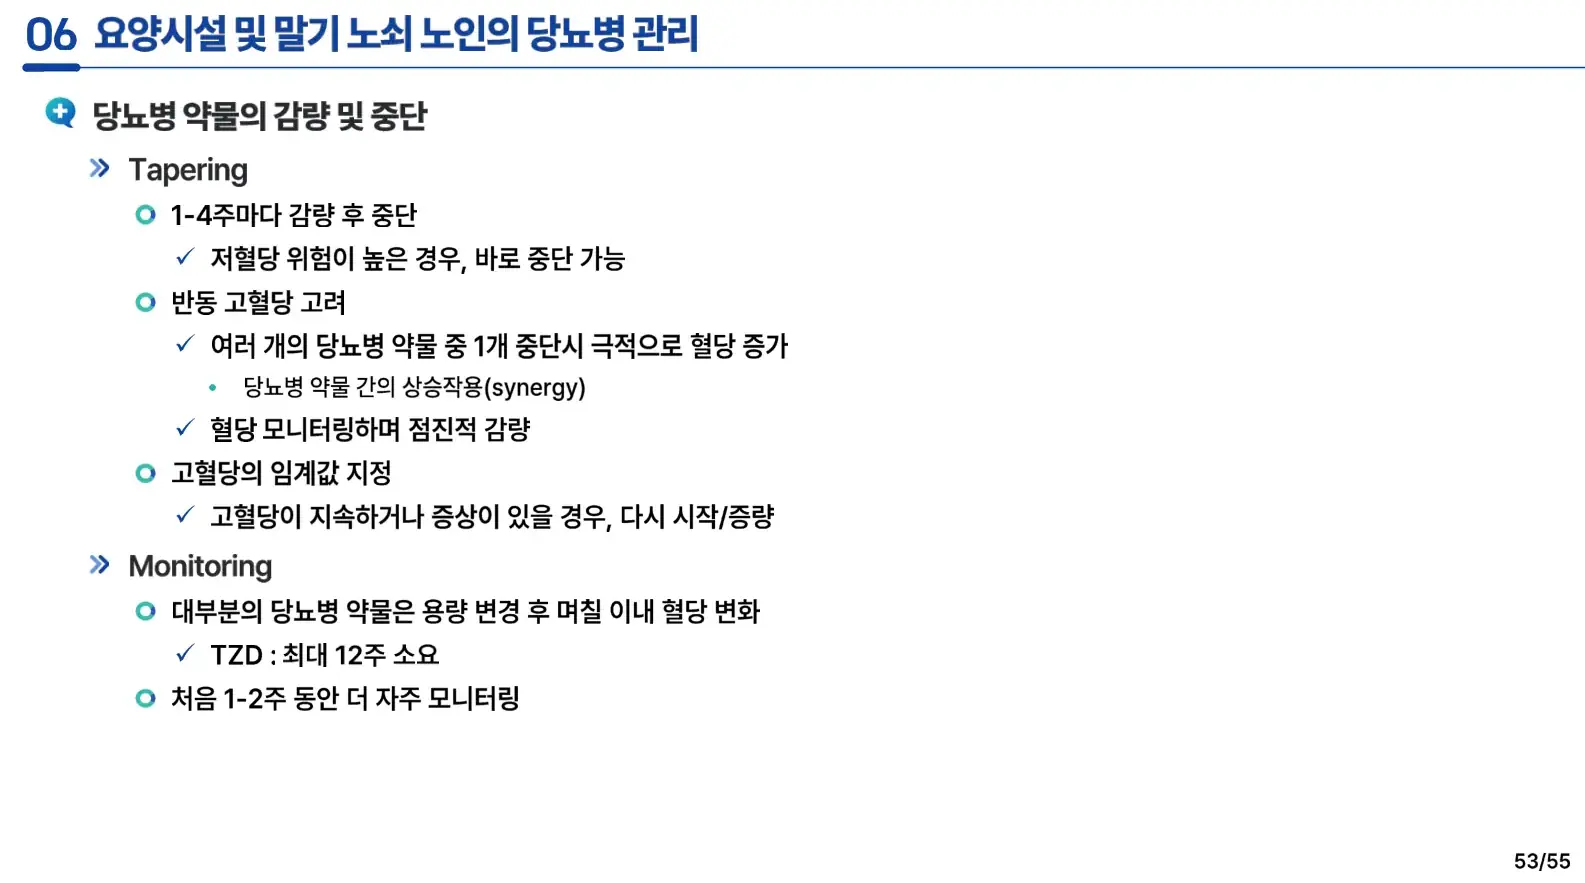 06 요양시설 및 말기 노쇠 노인의 당뇨병 관리
당뇨병 약물의 감량 및 중단
Tapering
1-4주마다 감량 후 중단
저혈당 위험이 높은 경우, 바로 중단 가능
반동 고혈당 고려
여러 개의 당뇨병 약물 중 1개 중단시 극적으로 혈당 증가
당뇨병 약물 간의 상승작용(synergy)
혈당 모니터링하며 점진적 감량
고혈당의 임계값 지정
고혈당이 지속하거나 증상이 있을 경우, 다시 시작/증량
Monitoring
대부분의 당뇨병 약물은 용량 변경 후 며칠 이내 혈당 변화
TZD : 최대 12주 소요
처음 1-2주 동안 더 자주 모니터링
53/55